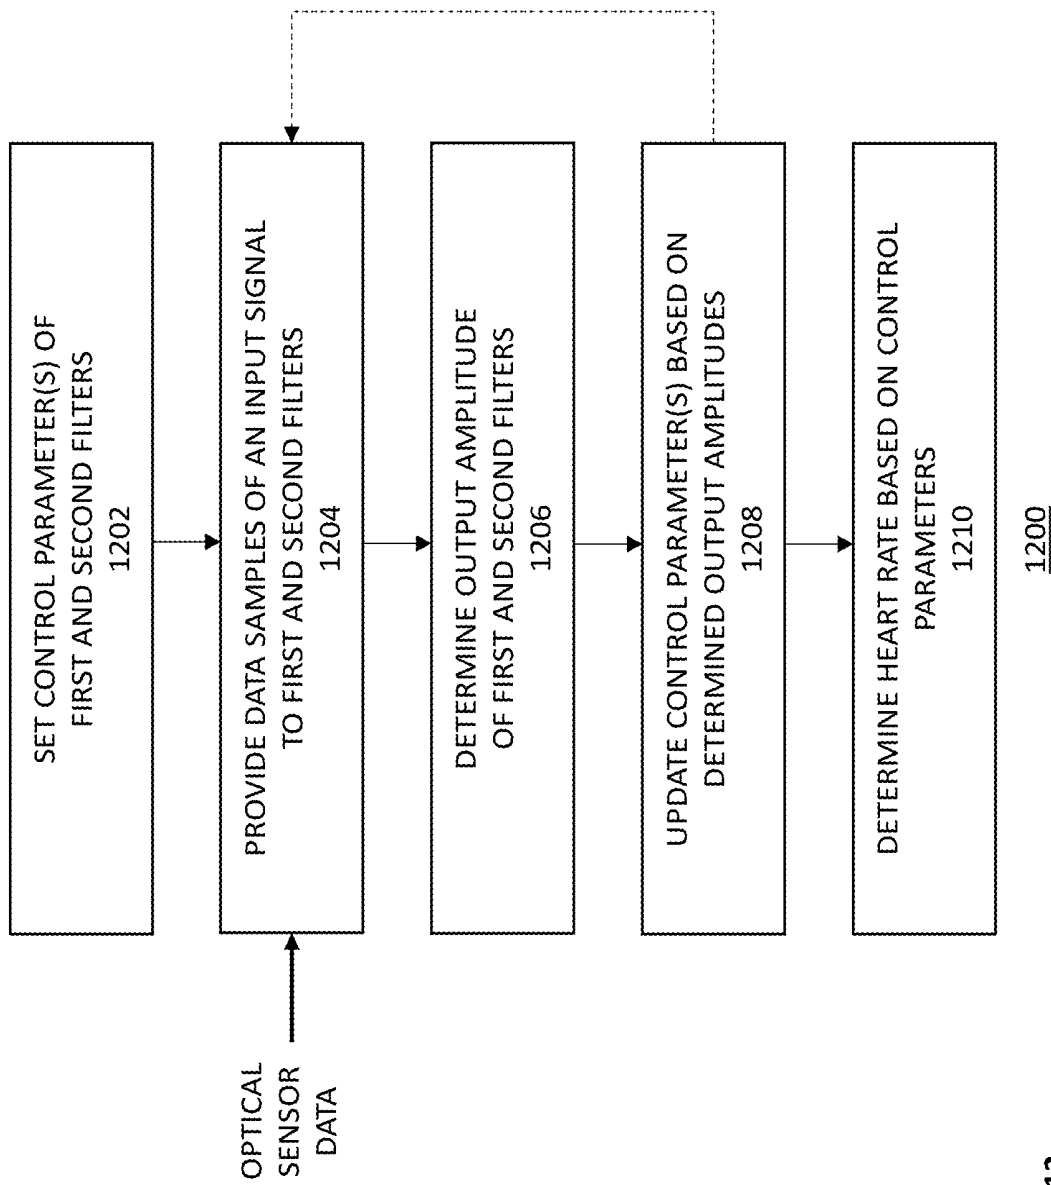 SET CONTROL PARAMETER(S) OF
FIRST AND SECOND FILTERS
1202
OPTICAL
SENSOR
DATA
PROVIDE DATA SAMPLES OF AN INPUT SIGNAL
TO FIRST AND SECOND FILTERS
1204
DETERMINE OUTPUT AMPLITUDE
OF FIRST AND SECOND FILTERS
1206
UPDATE CONTROL PARAMETER(S) BASED ON
DETERMINED OUTPUT AMPLITUDES
1208
DETERMINE HEART RATE BASED ON CONTROL
PARAMETERS
1210
1200